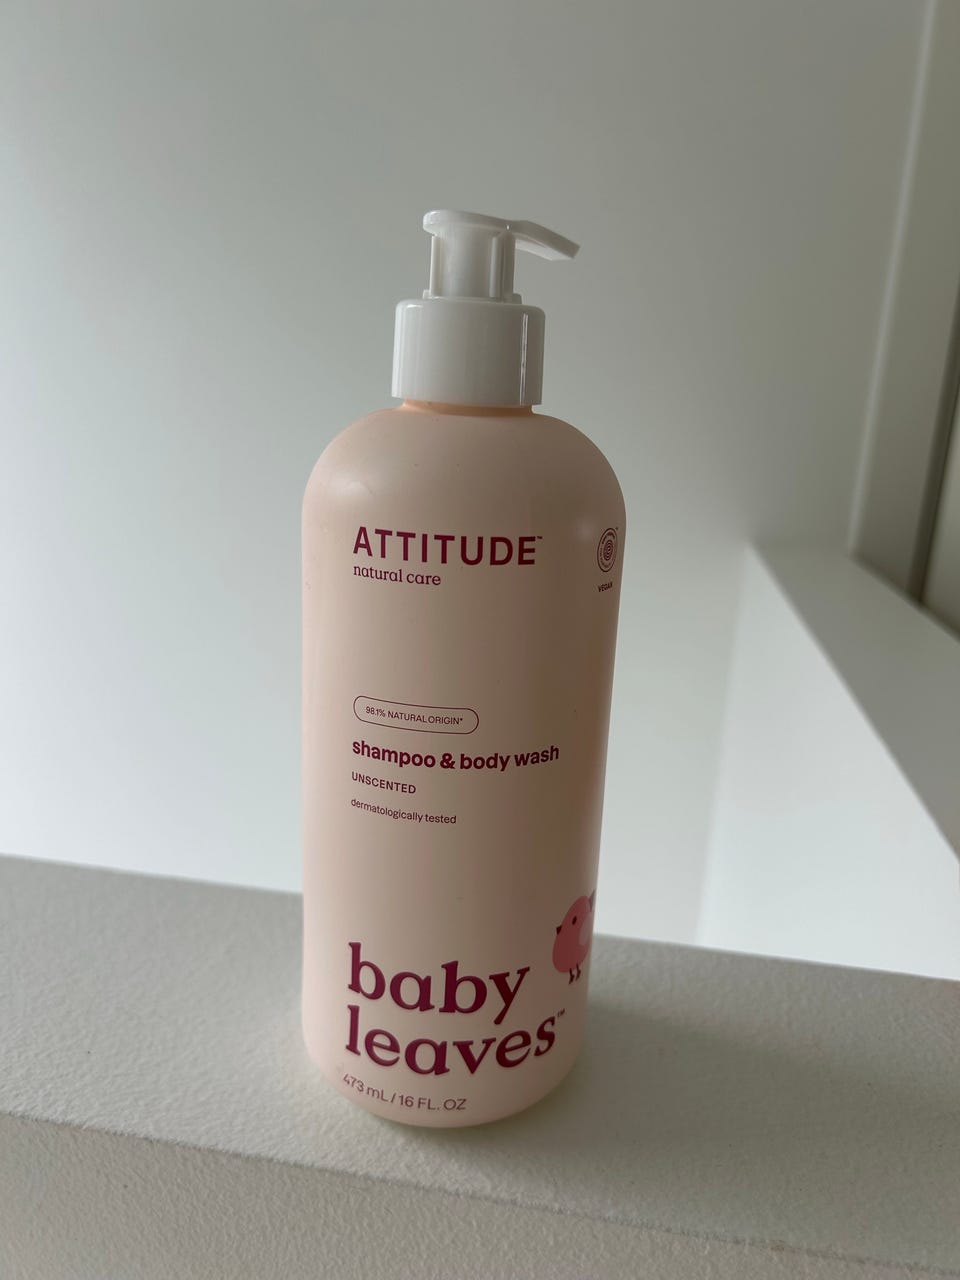 ATTITUDE™
natural care
VEGAN
98.1% NATURAL ORIGIN*
shampoo & body wash
UNSCENTED
dermatologically tested
baby
leaves™
473 mL / 16 FL. OZ